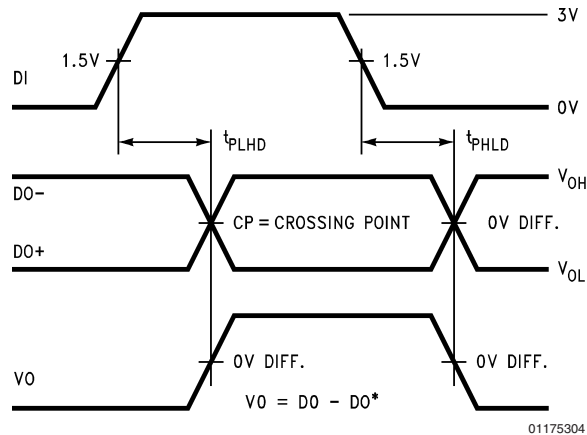 3V
1.5V
1.5V
DI
0V
tPLHD
tPHLD
VOH
DO-
CP = CROSSING POINT
0V DIFF.
DO+
VOL
0V DIFF.
0V DIFF.
VO
VO = DO - DO*
01175304